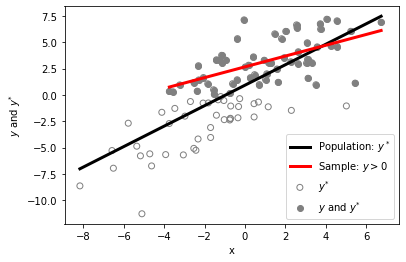 7.5
5.0
2.5
0.0
−2.5
−5.0
−7.5
−10.0
y and y*
−8 −6 −4 −2 0 2 4 6
x
Population: y*
Sample: y > 0
y*
y and y*